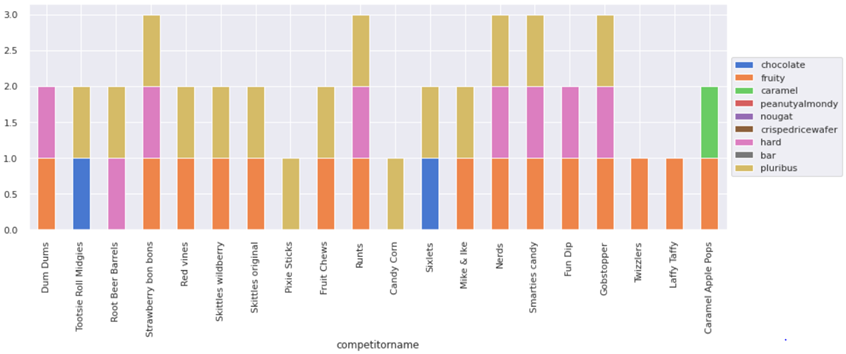 3.0
2.5
2.0
1.5
1.0
0.5
0.0
Dum Dums
Tootsie Roll Midgies
Root Beer Barrels
Strawberry bon bons
Red vines
Skittles wildberry
Skittles original
Pixie Sticks
Fruit Chews
Runts
Candy Corn
Sixlets
Mike & Ike
Nerds
Smarties candy
Fun Dip
Gobstopper
Twizzlers
Laffy Taffy
Caramel Apple Pops
competitorname
chocolate
fruity
caramel
peanutyalmondy
nougat
crispedricewafer
hard
bar
pluribus